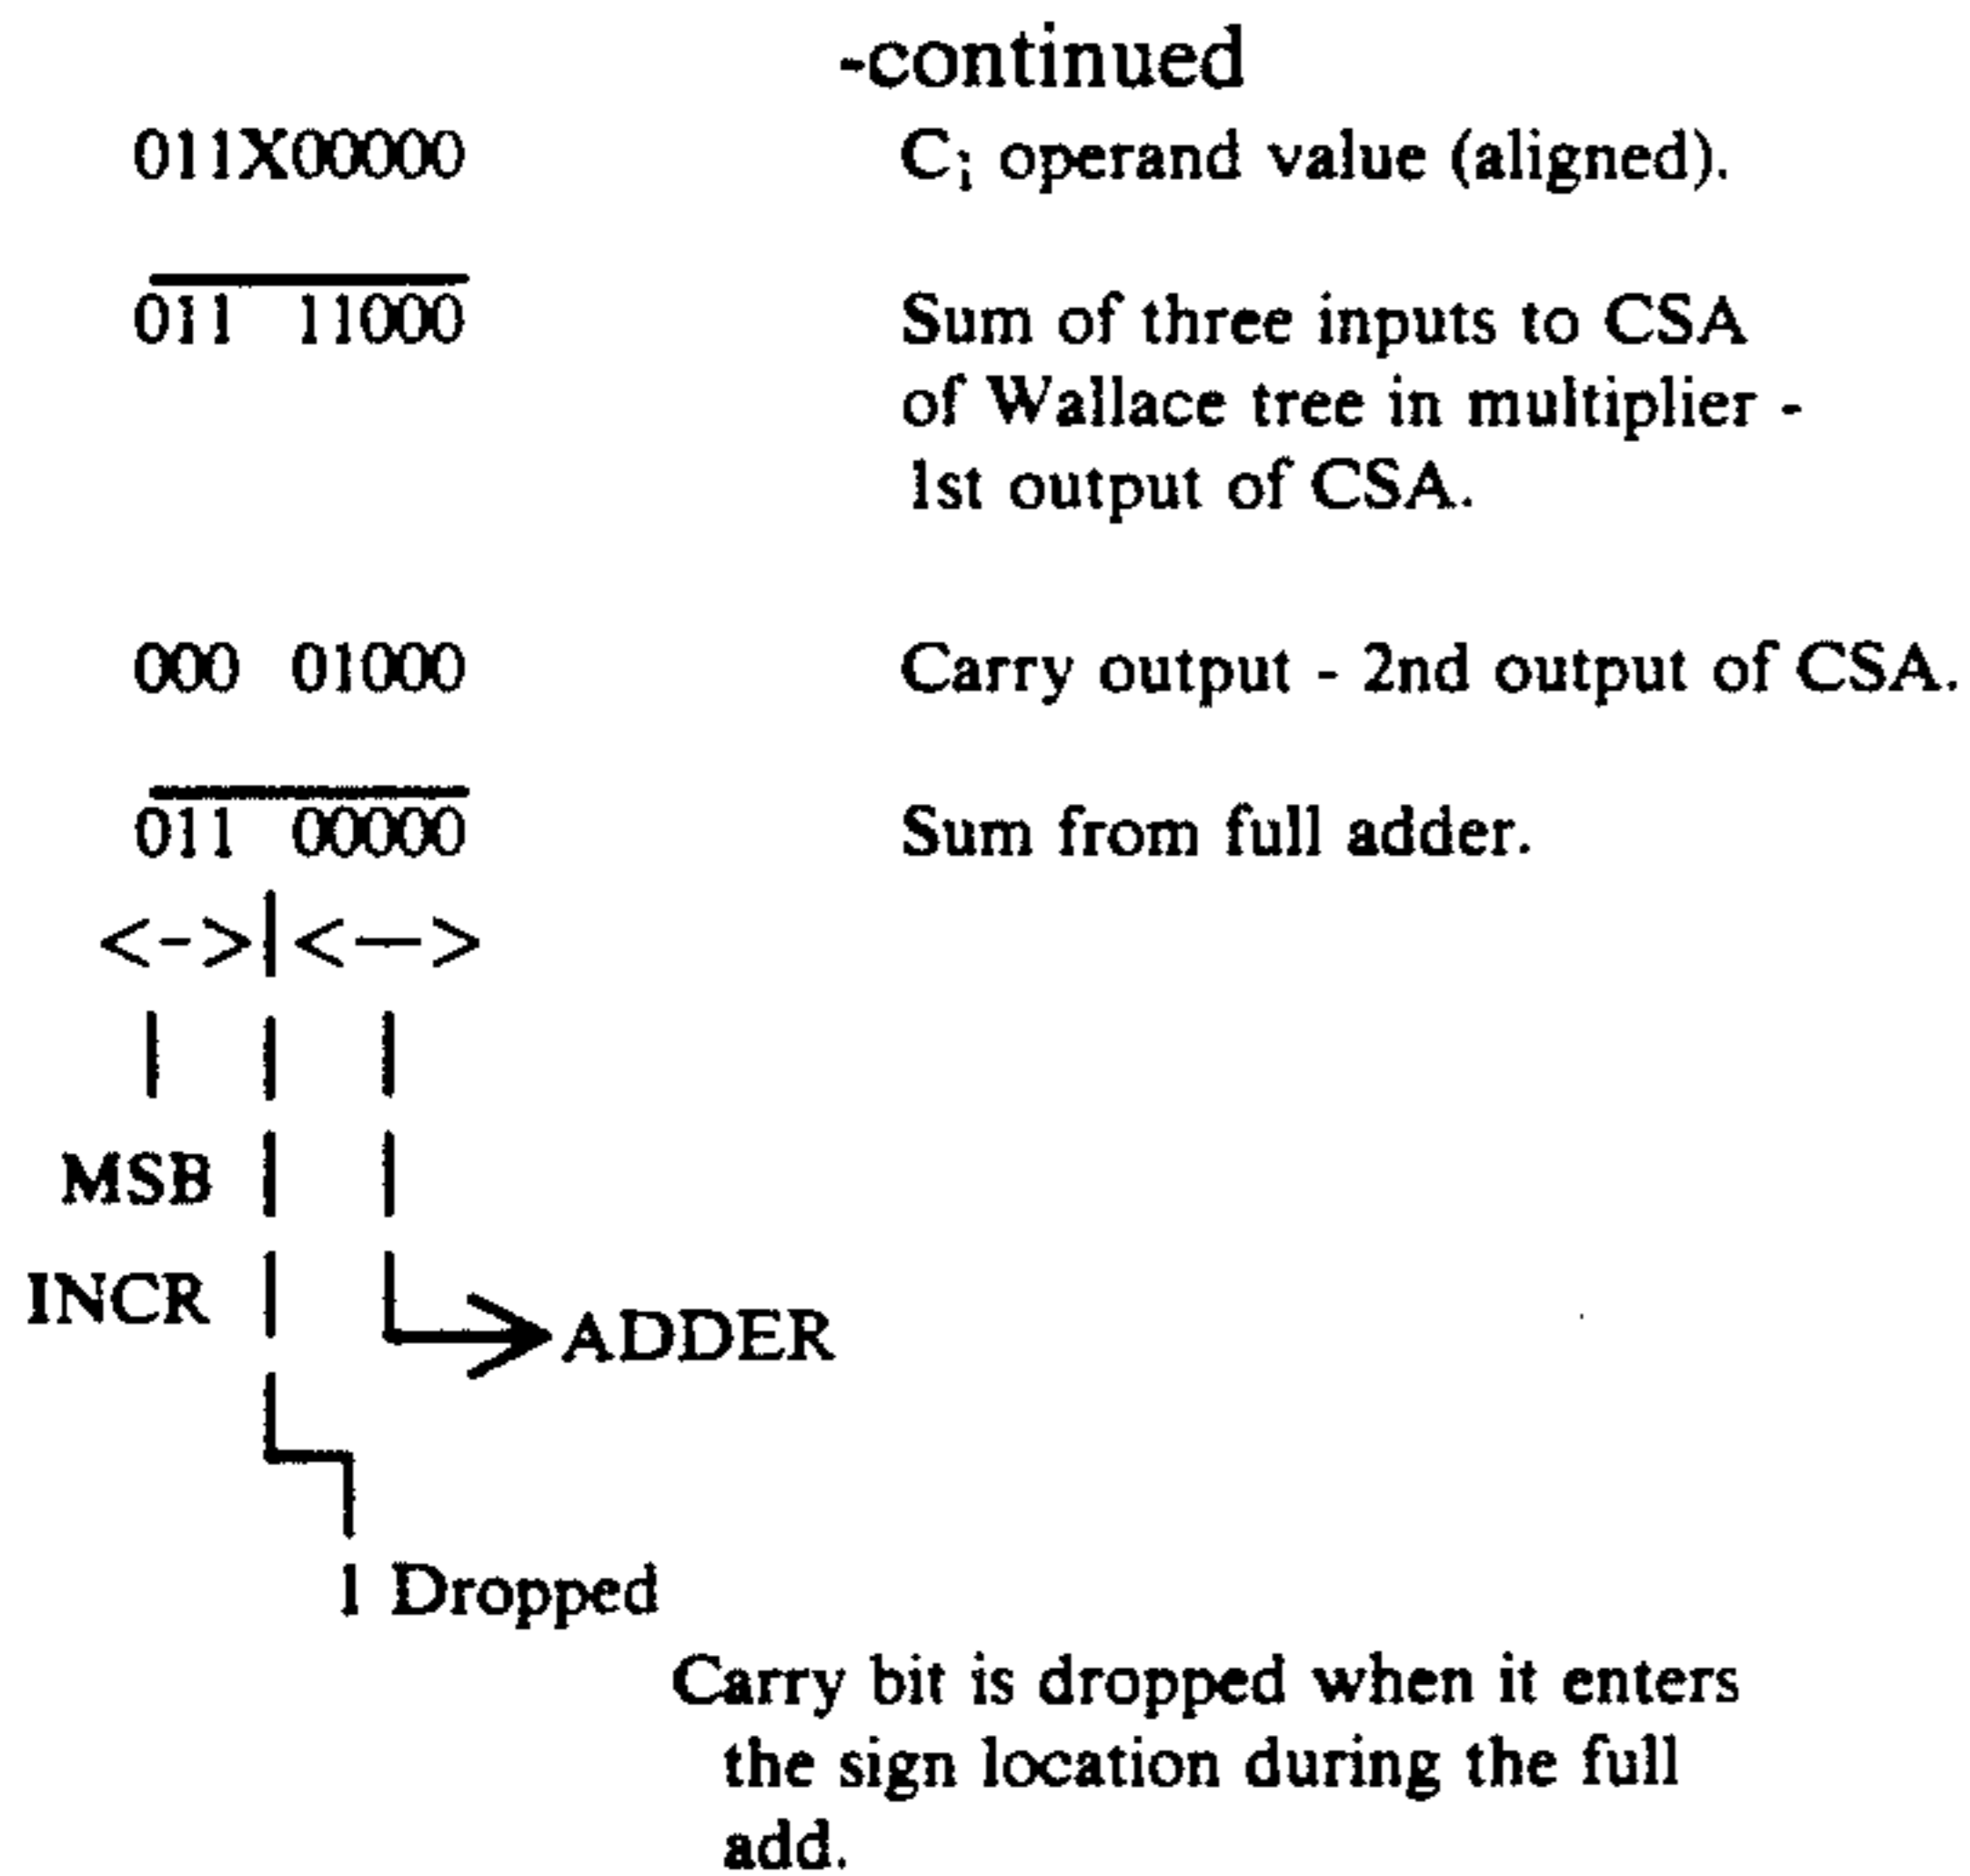 -continued
011X00000 Ci operand value (aligned).
011 11000 Sum of three inputs to CSA
of Wallace tree in multiplier -
1st output of CSA.
000 01000 Carry output - 2nd output of CSA.
011 00000 Sum from full adder.
<->|<—>
| | |
MSB | |
INCR |
ADDER
1 Dropped
Carry bit is dropped when it enters
the sign location during the full
add.